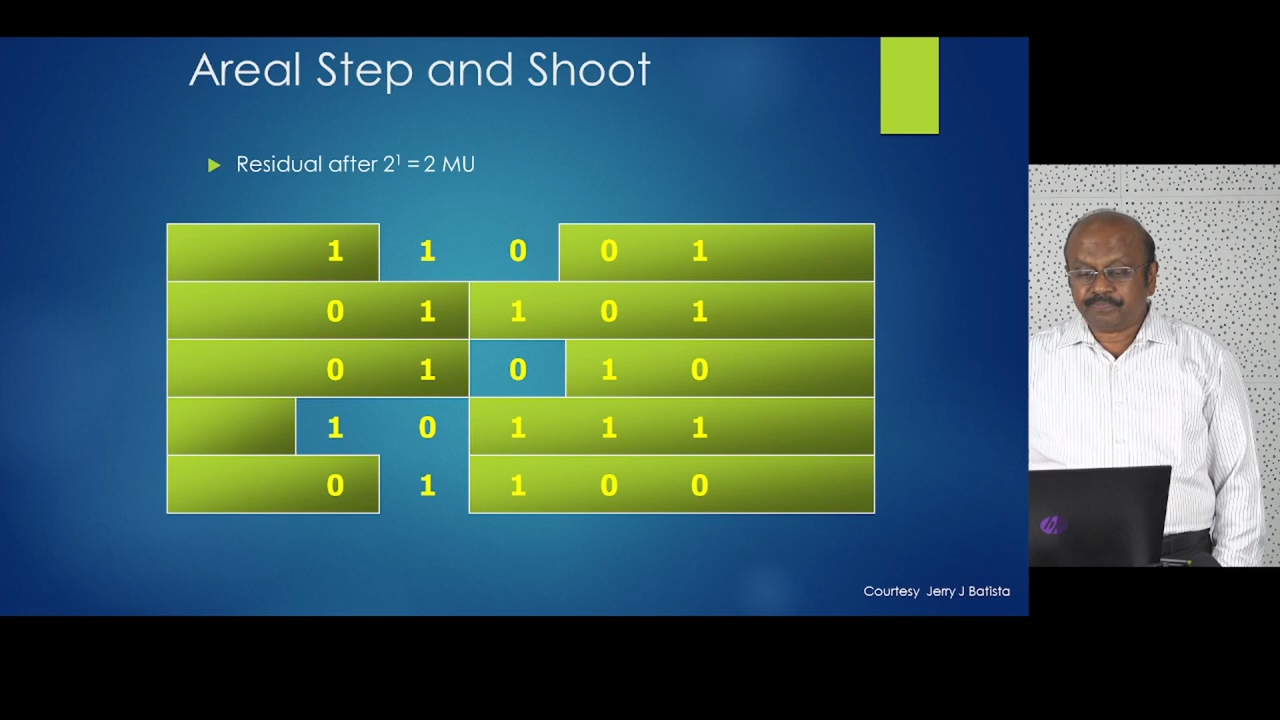 Areal Step and Shoot
Residual after 2¹ = 2 MU
1 1 0 0 1
0 1 1 0 1
0 1 0 1 0
1 0 1 1 1
0 1 1 0 0
Courtesy Jerry J Batista
hp